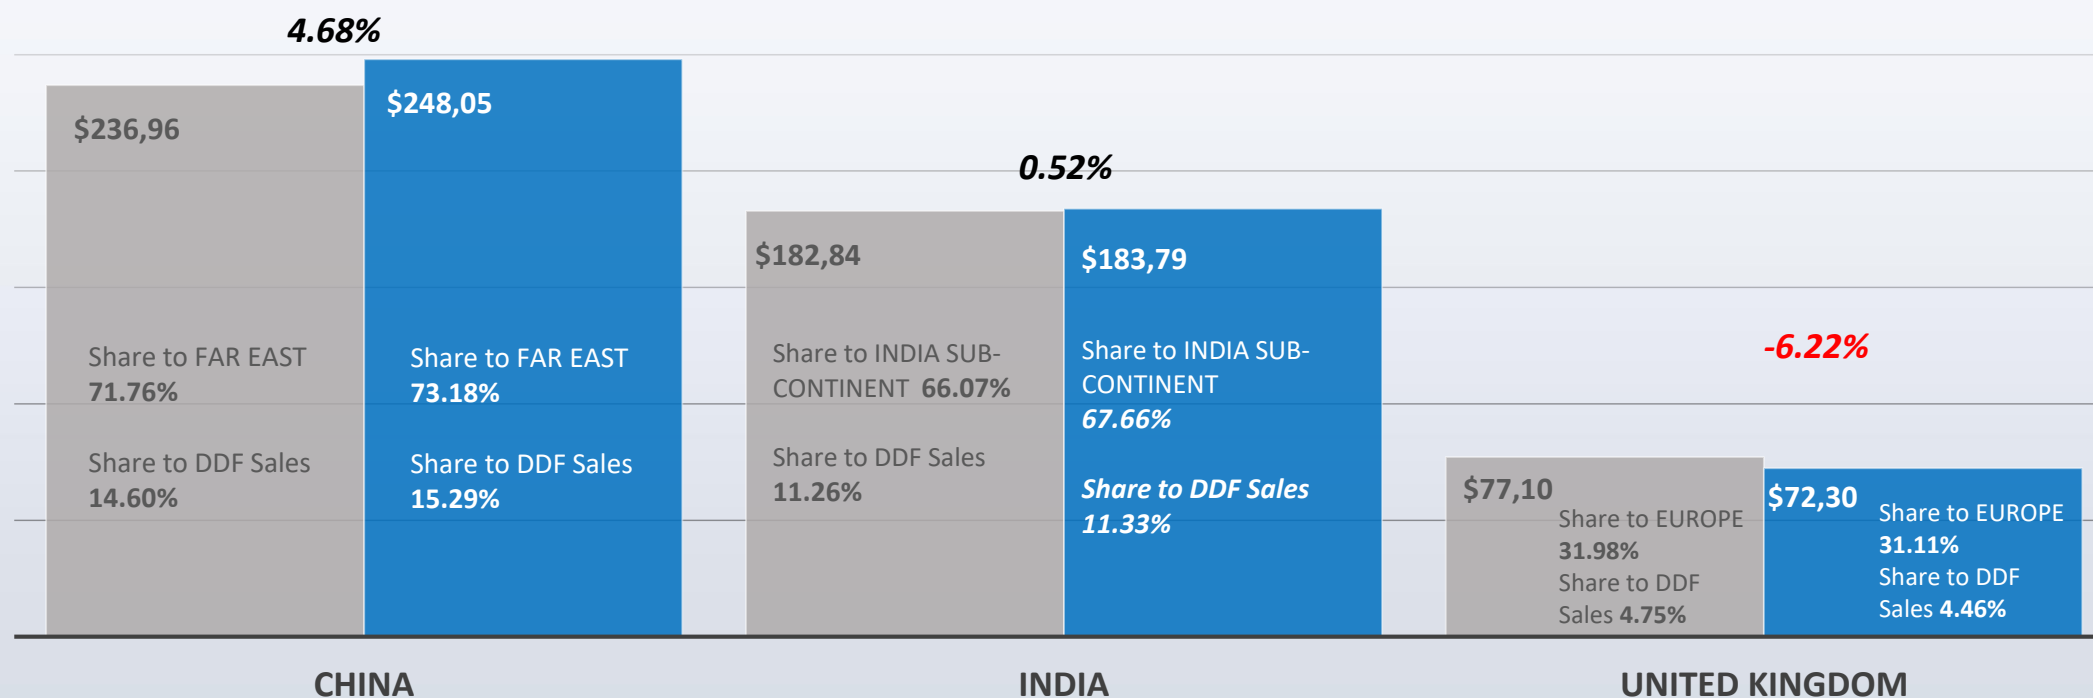 4.68%
$236,96
$248,05
Share to FAR EAST
71.76%
Share to DDF Sales
14.60%
Share to FAR EAST
73.18%
Share to DDF Sales
15.29%
CHINA
0.52%
$182,84
$183,79
Share to INDIA SUB-
CONTINENT 66.07%
Share to DDF Sales
11.26%
Share to INDIA SUB-
CONTINENT
67.66%
Share to DDF Sales
11.33%
INDIA
-6.22%
$77,10
Share to EUROPE
31.98%
Share to DDF
Sales 4.75%
$72,30
Share to EUROPE
31.11%
Share to DDF
Sales 4.46%
UNITED KINGDOM